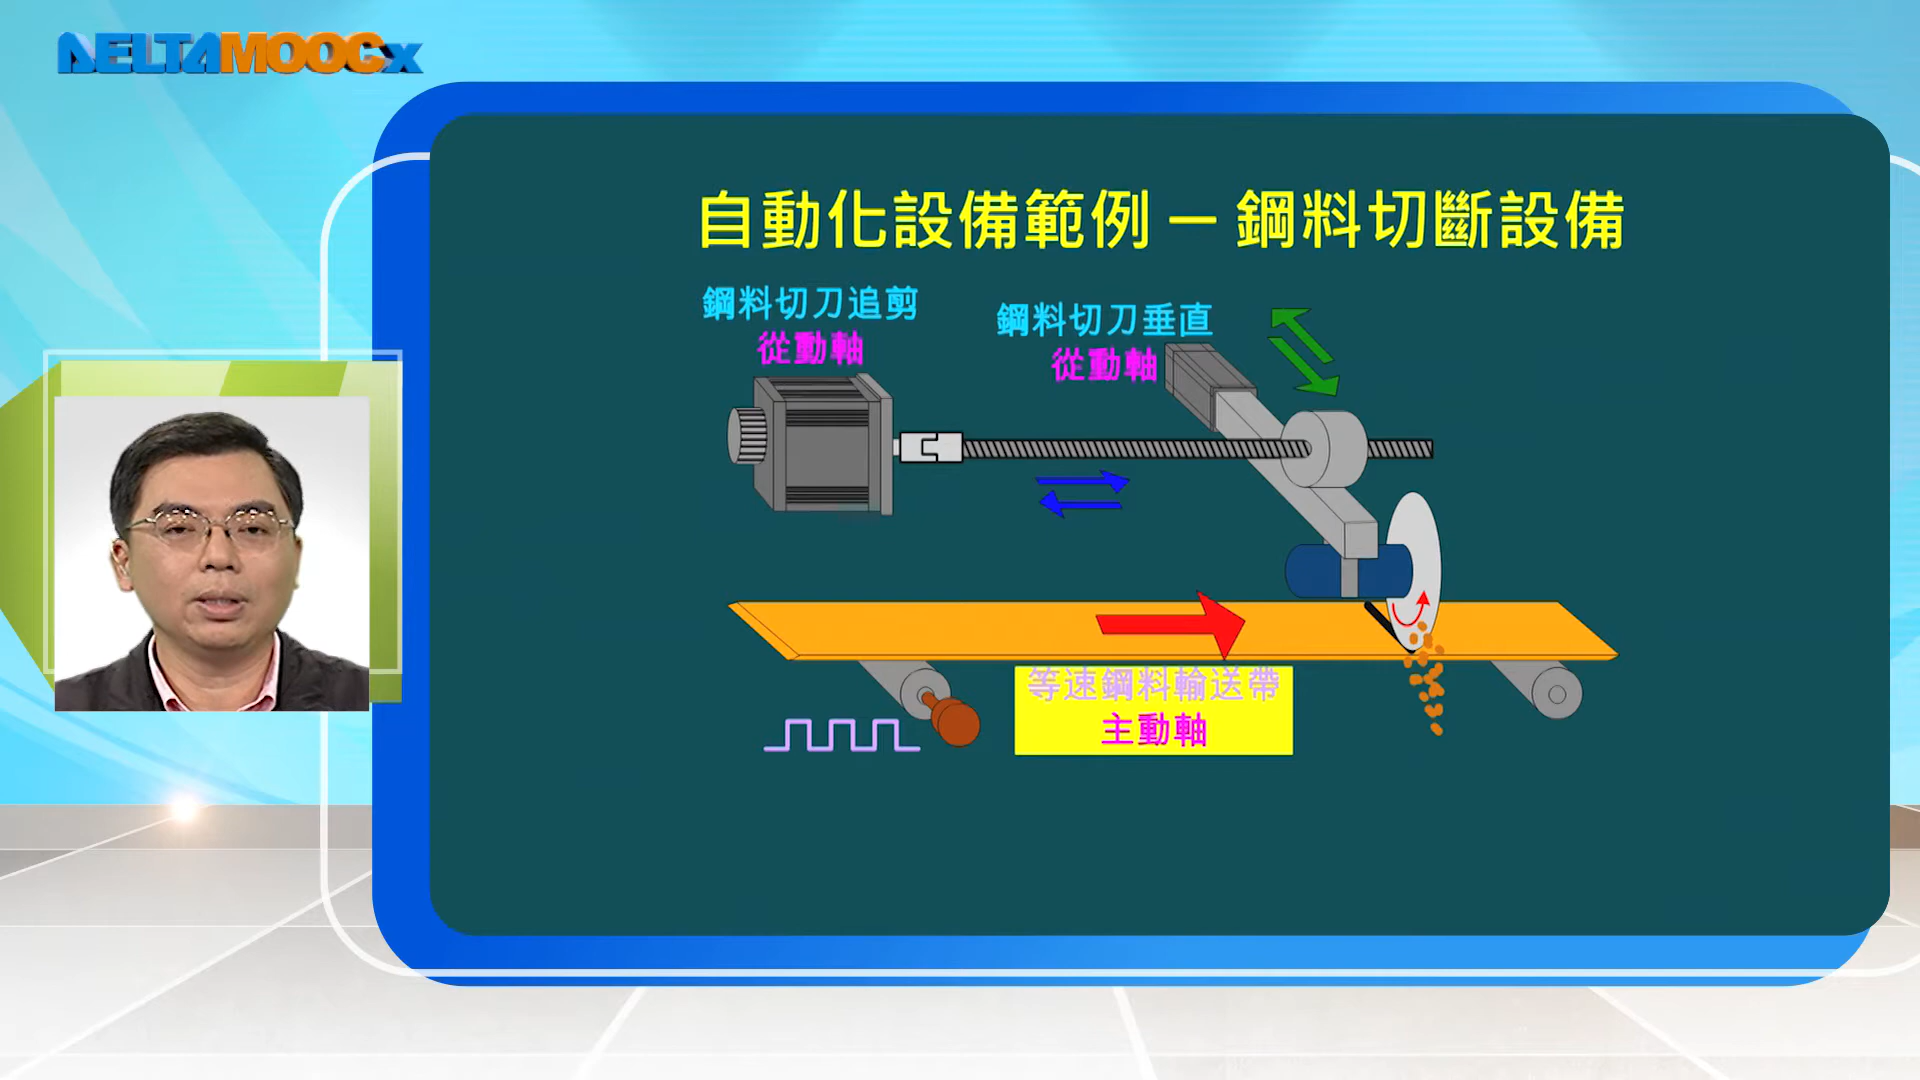 DELTAMOOCx
自動化設備範例 － 鋼料切斷設備
鋼料切刀追剪
從動軸
鋼料切刀垂直
從動軸
等速鋼料輸送帶
主動軸